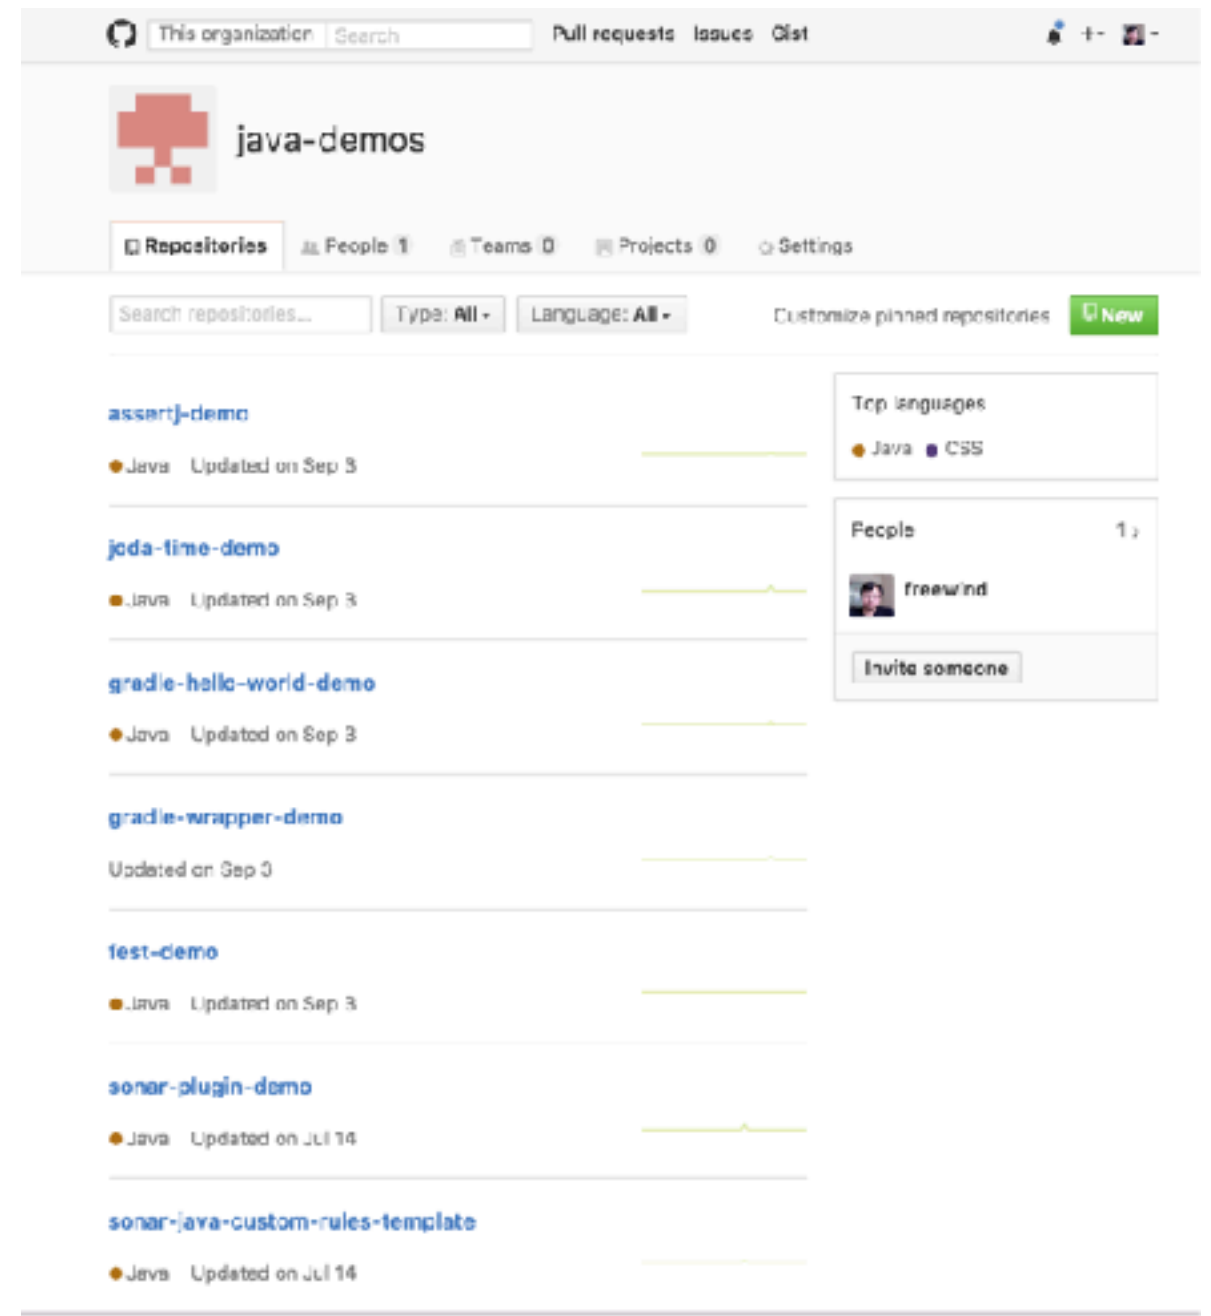 This organization Search Pull requests Issues Gist
java-demos
Repositories People 1 Teams 0 Projects 0 Settings
Search repositories... Type: All Language: All Customize pinned repositories New
assertj-demo
Java Updated on Sep 3
joda-time-demo
Java Updated on Sep 3
gradle-hello-world-demo
Java Updated on Sep 3
gradle-wrapper-demo
Updated on Sep 3
fest-demo
Java Updated on Sep 3
sonar-plugin-demo
Java Updated on Jul 14
sonar-java-custom-rules-template
Java Updated on Jul 14
Top languages
Java CSS
People 1 ›
freewind
Invite someone